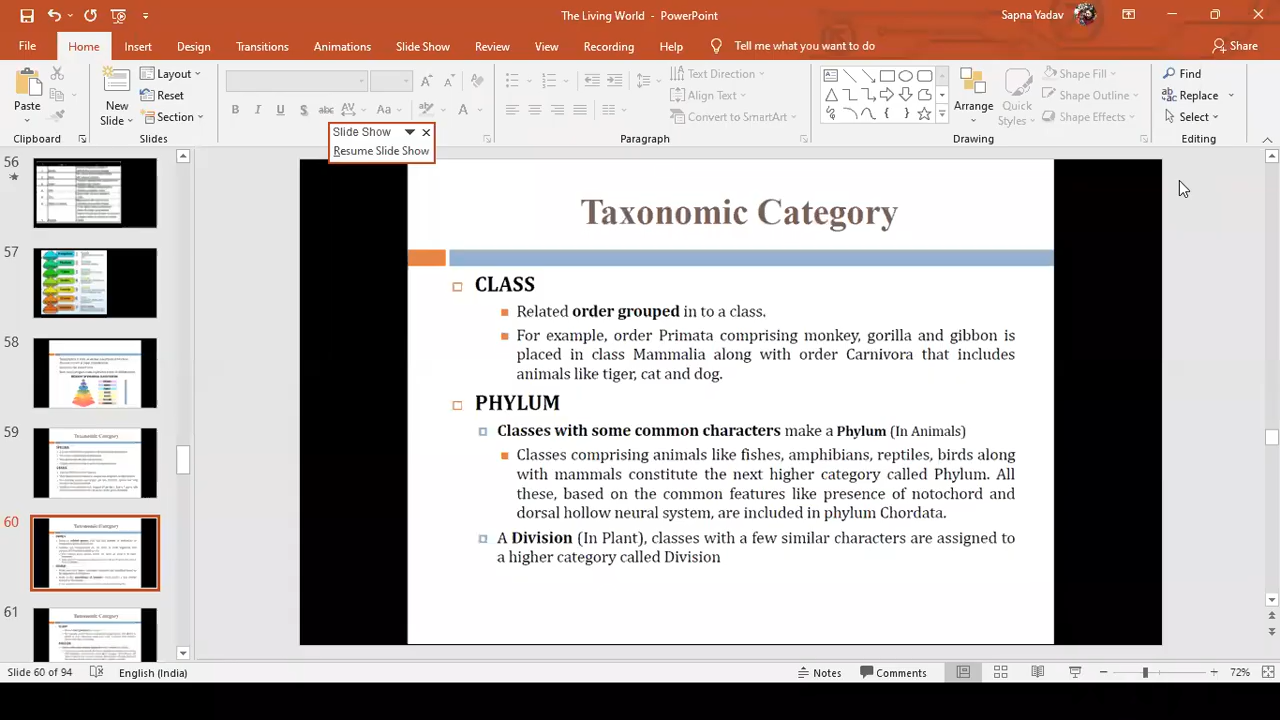 The Living World - PowerPoint
Sapna Yadav
File Home Insert Design Transitions Animations Slide Show Review View Recording Help Tell me what you want to do Share
Paste
New Slide
Layout
Reset
Section
Text Direction
Align Text
Convert to SmartArt
Arrange
Quick Styles
Shape Fill
Shape Outline
Shape Effects
Find
Replace
Select
Clipboard Slides Paragraph Drawing Editing
Slide Show
Resume Slide Show
56
57
58
59
60
61
Taxonomic Category
CLASS
Related order grouped in to a class.
For example, order Primata comprising monkey, gorilla and gibbon is
placed in class Mammalia along with order Carnivora that includes
animals like tiger, cat and dog.
PHYLUM
Classes with some common characters make a Phylum (In Animals)
Classes comprising animals like fishes, amphibians, reptiles, birds along
with animals constitute the next higher category called Phylum. All
these, based on the common features like presence of notochord and
dorsal hollow neural system, are included in phylum Chordata.
Division (In Plant), classes with a few similar characters are assigned to
a higher category called Division
Slide 60 of 94
English (India)
Notes
Comments
72%